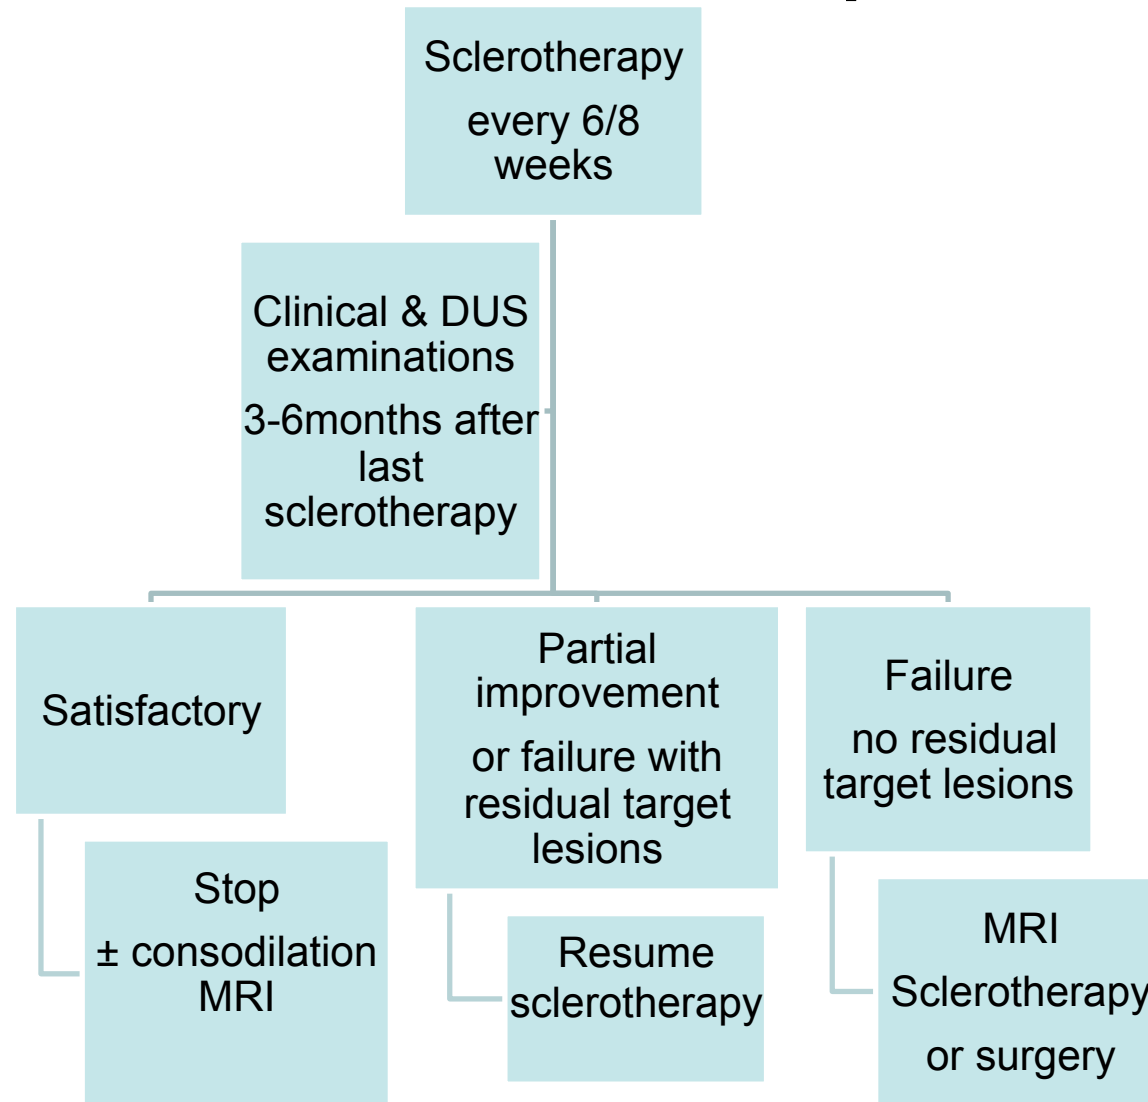 Sclerotherapy
every 6/8
weeks
Clinical & DUS
examinations
3-6months after
last
sclerotherapy
Satisfactory
Stop
± consodilation
MRI
Partial
improvement
or failure with
residual target
lesions
Resume
sclerotherapy
Failure
no residual
target lesions
MRI
Sclerotherapy
or surgery